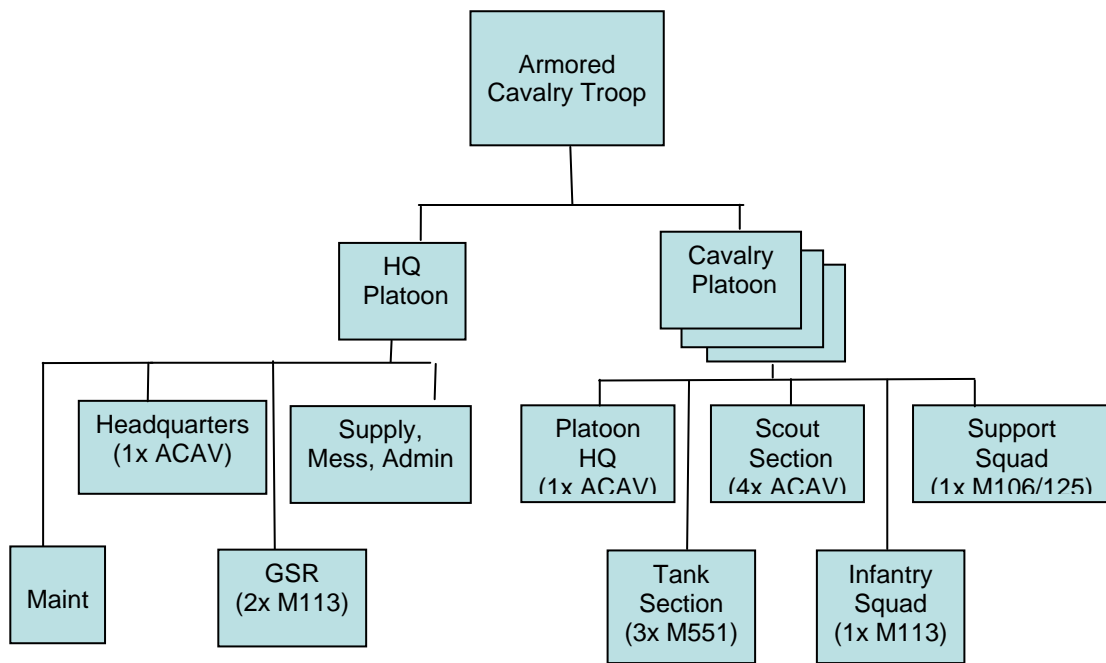 Armored
Cavalry Troop
HQ
Platoon
Cavalry
Platoon
Headquarters
(1x ACAV)
Supply,
Mess, Admin
Platoon
HQ
(1x ACAV)
Scout
Section
(4x ACAV)
Support
Squad
(1x M106/125)
Maint
GSR
(2x M113)
Tank
Section
(3x M551)
Infantry
Squad
(1x M113)